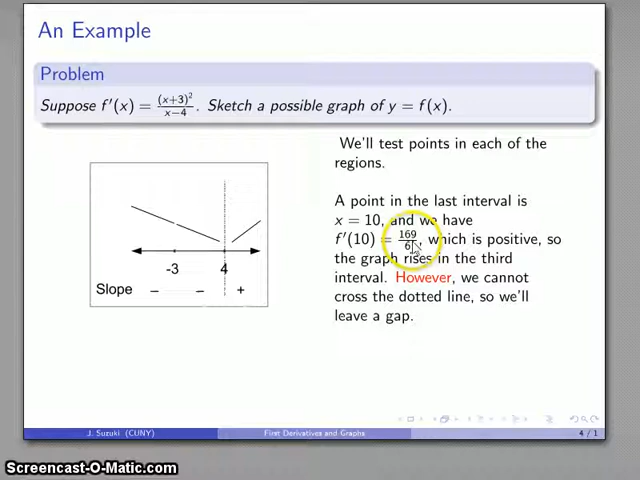 An Example
Problem
Suppose f′(x) = (x+3)²/x−4. Sketch a possible graph of y = f(x).
We'll test points in each of the
regions.
A point in the last interval is
x = 10, and we have
f′(10) = 169/6, which is positive, so
the graph rises in the third
interval. However, we cannot
cross the dotted line, so we'll
leave a gap.
-3 4
Slope − − +
J. Suzuki (CUNY) First Derivatives and Graphs 4 / 1
Screencast-O-Matic.com